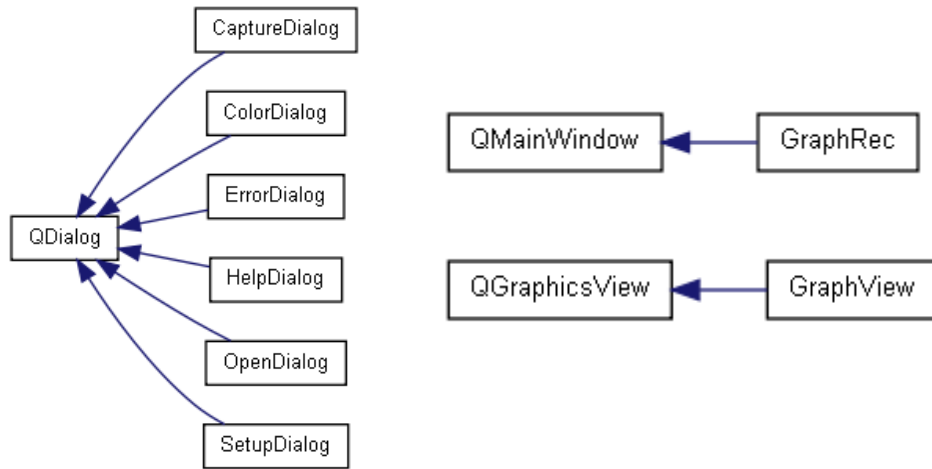 CaptureDialog
ColorDialog
ErrorDialog
QDialog
HelpDialog
OpenDialog
SetupDialog
QMainWindow
GraphRec
QGraphicsView
GraphView